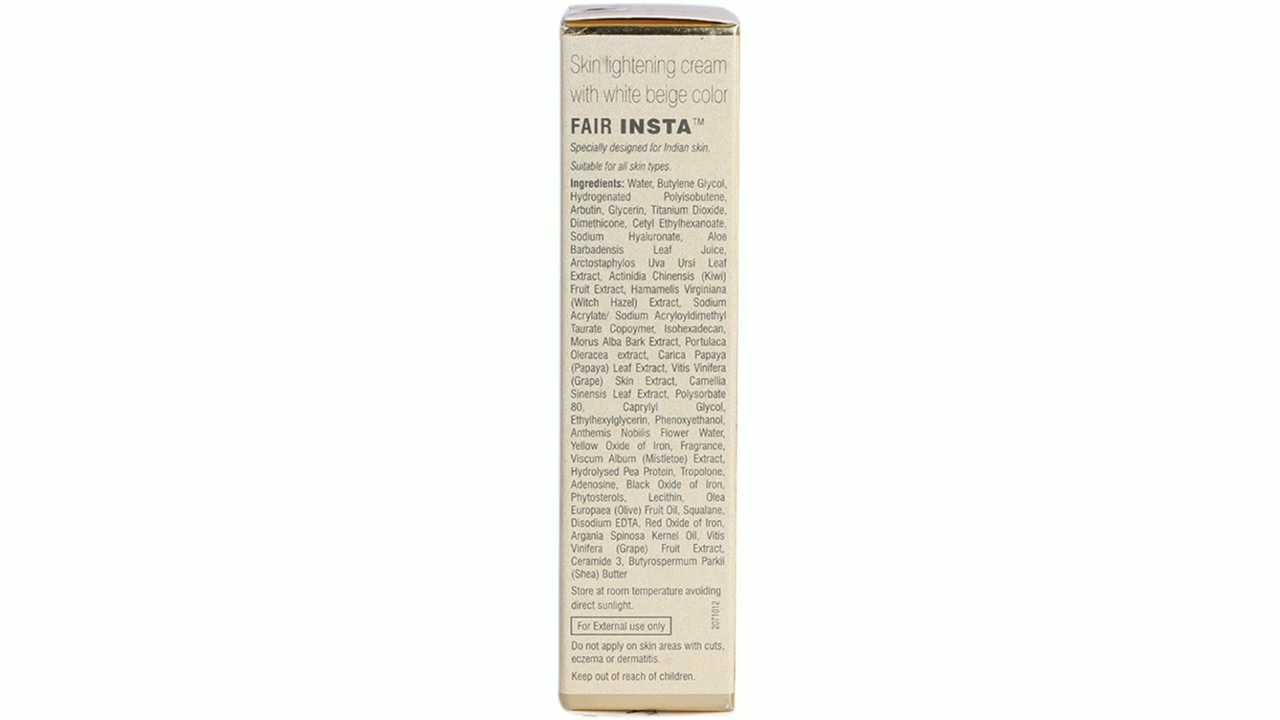 Skin lightening cream
with white beige color
FAIR INSTA™
Specially designed for Indian skin.
Suitable for all skin types.
Ingredients: Water, Butylene Glycol,
Hydrogenated Polyisobutene,
Arbutin, Glycerin, Titanium Dioxide,
Dimethicone, Cetyl Ethylhexanoate,
Sodium Hyaluronate, Aloe
Barbadensis Leaf Juice,
Arctostaphylos Uva Ursi Leaf
Extract, Actinidia Chinensis (Kiwi)
Fruit Extract, Hamamelis Virginiana
(Witch Hazel) Extract, Sodium
Acrylate/ Sodium Acryloyldimethyl
Taurate Copoymer, Isohexadecan,
Morus Alba Bark Extract, Portulaca
Oleracea extract, Carica Papaya
(Papaya) Leaf Extract, Vitis Vinifera
(Grape) Skin Extract, Camellia
Sinensis Leaf Extract, Polysorbate
80, Caprylyl Glycol,
Ethylhexylglycerin, Phenoxyethanol,
Anthemis Nobilis Flower Water,
Yellow Oxide of Iron, Fragrance,
Viscum Album (Mistletoe) Extract,
Hydrolysed Pea Protein, Tropolone,
Adenosine, Black Oxide of Iron,
Phytosterols, Lecithin, Olea
Europaea (Olive) Fruit Oil, Squalane,
Disodium EDTA, Red Oxide of Iron,
Argania Spinosa Kernel Oil, Vitis
Vinifera (Grape) Fruit Extract,
Ceramide 3, Butyrospermum Parkii
(Shea) Butter
Store at room temperature avoiding
direct sunlight.
For External use only
2071012
Do not apply on skin areas with cuts,
eczema or dermatitis.
Keep out of reach of children.